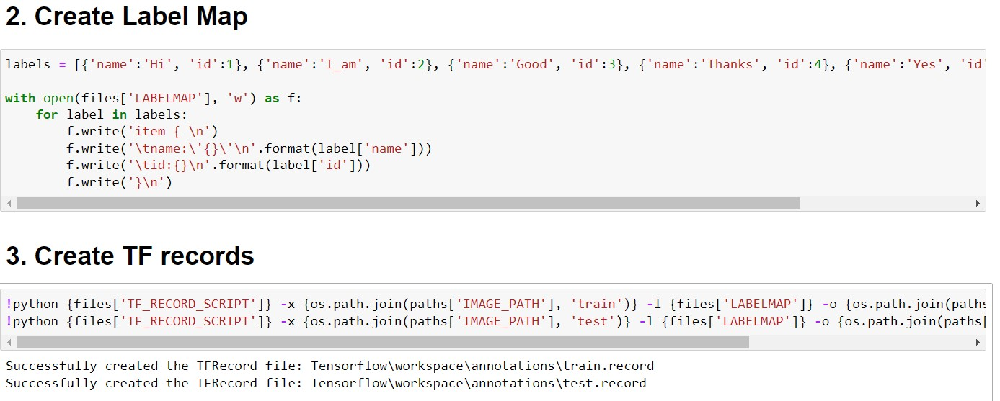 2. Create Label Map
labels = [{'name':'Hi', 'id':1}, {'name':'I_am', 'id':2}, {'name':'Good', 'id':3}, {'name':'Thanks', 'id':4}, {'name':'Yes', 'id'
with open(files['LABELMAP'], 'w') as f:
    for label in labels:
        f.write('item { \n')
        f.write('\tname:\'{}\'\n'.format(label['name']))
        f.write('\tid:{}\n'.format(label['id']))
        f.write('}\n')
3. Create TF records
!python {files['TF_RECORD_SCRIPT']} -x {os.path.join(paths['IMAGE_PATH'], 'train')} -l {files['LABELMAP']} -o {os.path.join(paths
!python {files['TF_RECORD_SCRIPT']} -x {os.path.join(paths['IMAGE_PATH'], 'test')} -l {files['LABELMAP']} -o {os.path.join(paths[
Successfully created the TFRecord file: Tensorflow\workspace\annotations\train.record
Successfully created the TFRecord file: Tensorflow\workspace\annotations\test.record